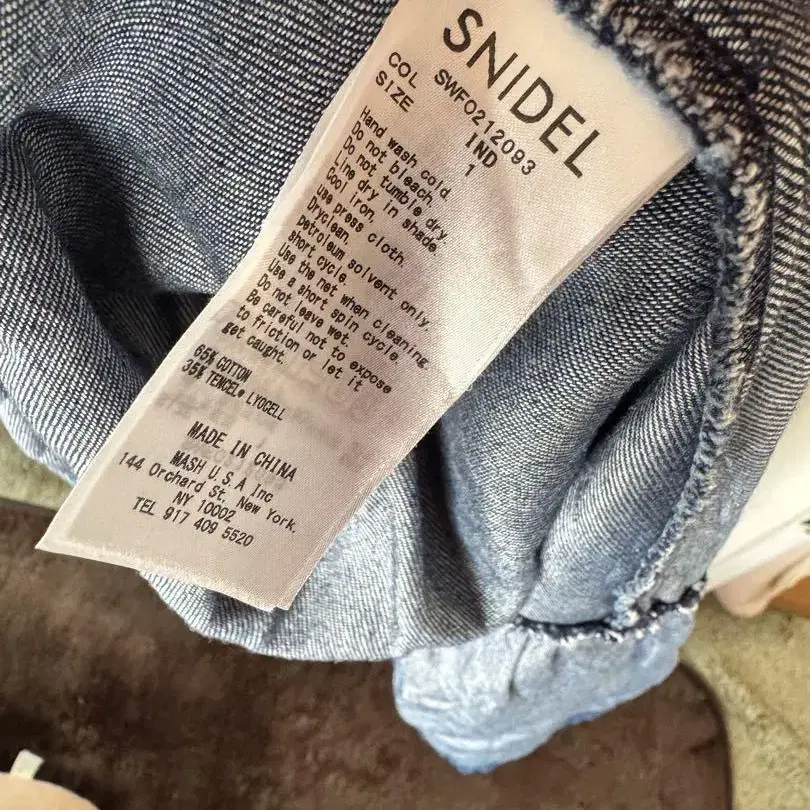 SNIDEL
SWFO212093
COL IND
SIZE 1
Hand wash cold.
Do not bleach.
Do not tumble dry.
Line dry in shade.
Cool iron,
use press cloth.
Dryclean,
petroleum solvent only,
short cycle.
Use the net when cleaning.
Use a short spin cycle.
Do not leave wet.
Be careful not to expose
to friction or let it
get caught.
65% COTTON
35% TENCEL® LYOCELL
MADE IN CHINA
MASH U.S.A Inc
144 Orchard St. New York.
NY 10002
TEL 917 409 5520